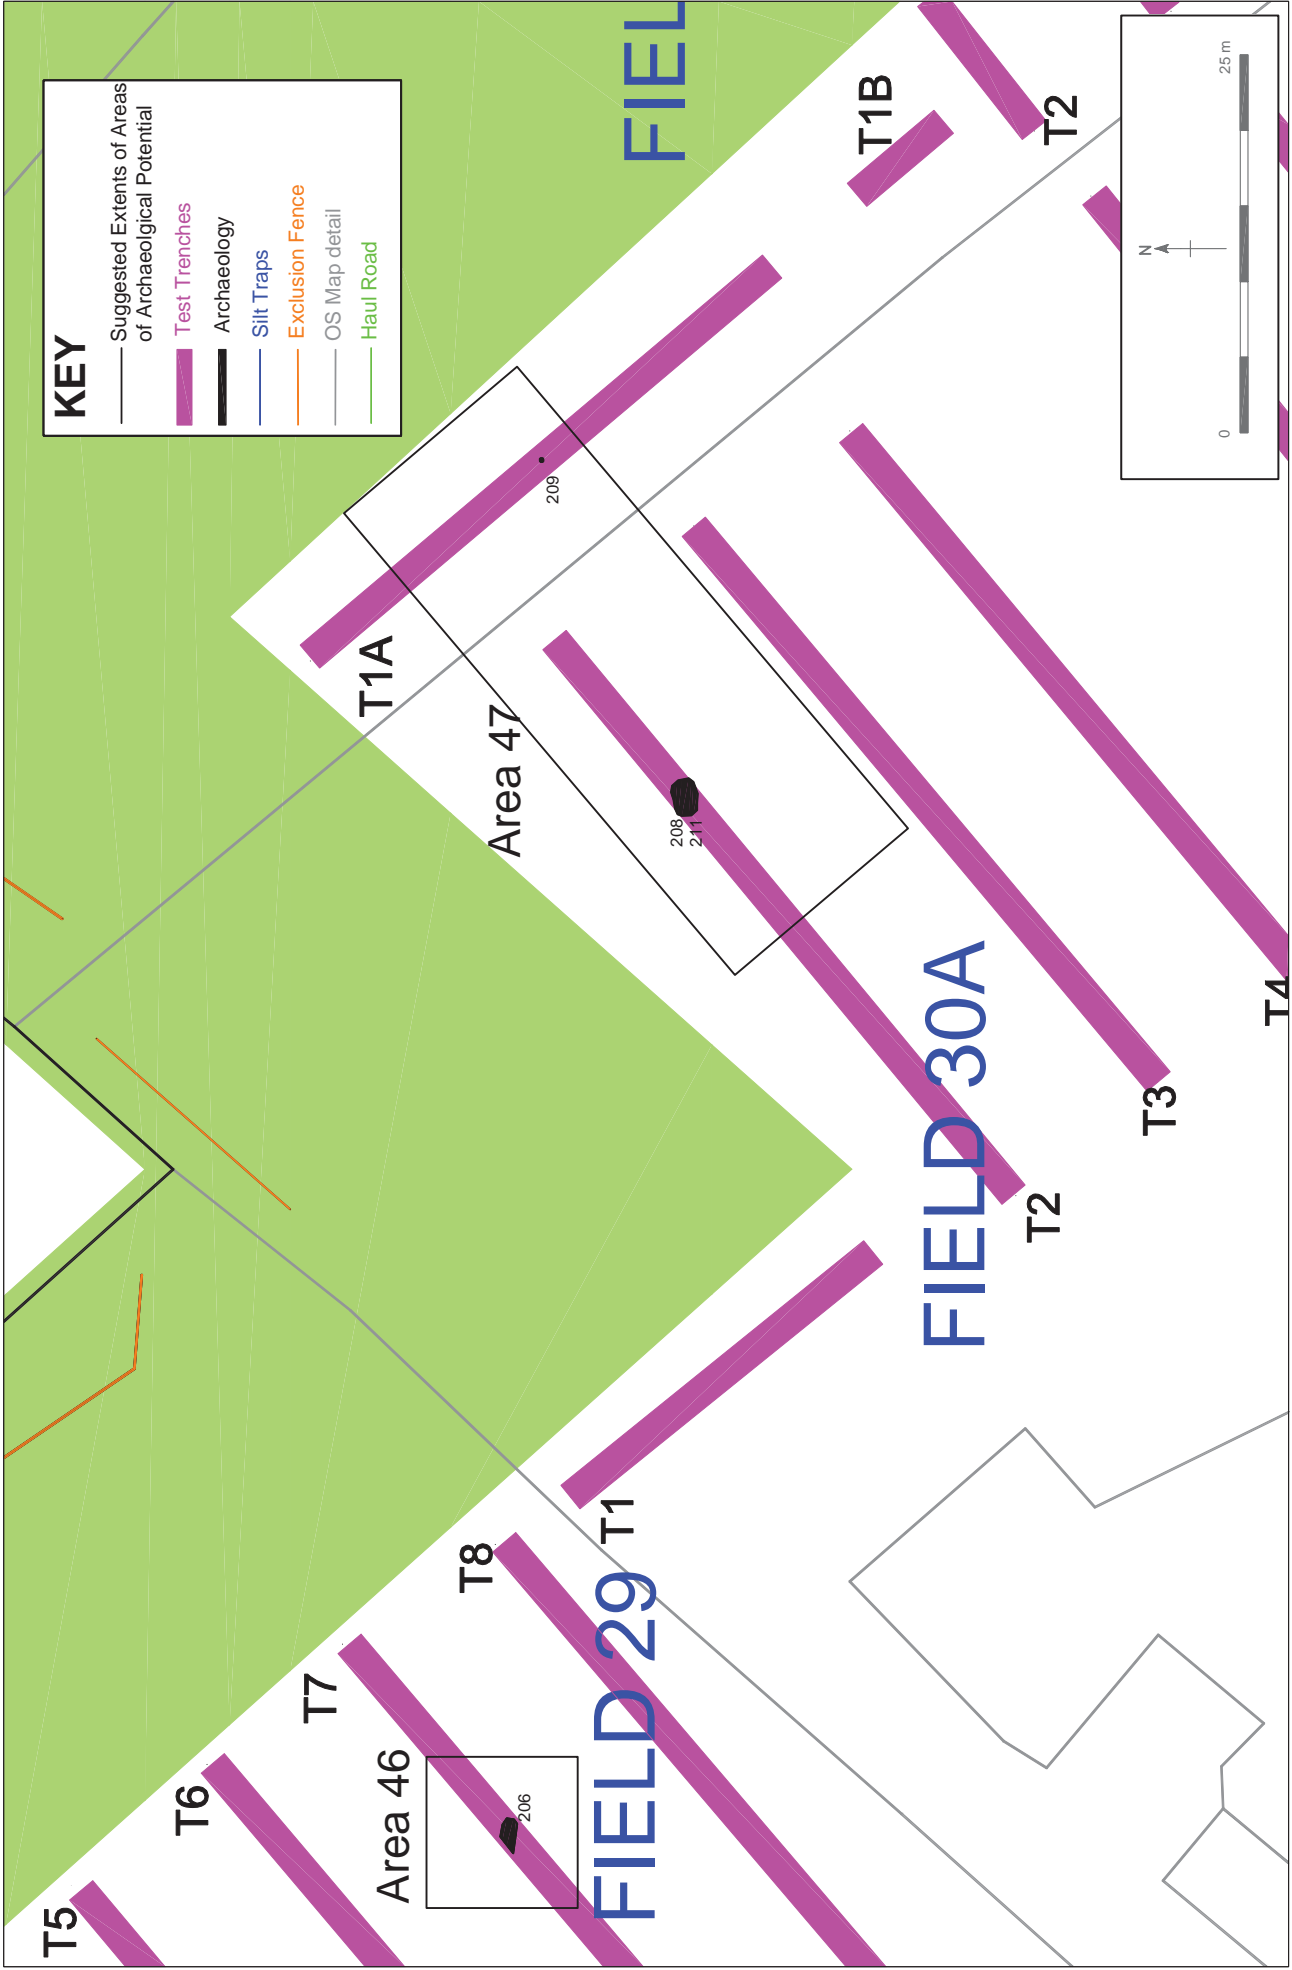 KEY
Suggested Extents of Areas
of Archaeolgical Potential
Test Trenches
Archaeology
Silt Traps
Exclusion Fence
OS Map detail
Haul Road
FIEL
T1B
T2
0
25 m
N
T1A
209
Area 47
208
211
FIELD 30A
T2
T3
T4
T1
T8
FIELD 29
T7
T6
Area 46
206
T5